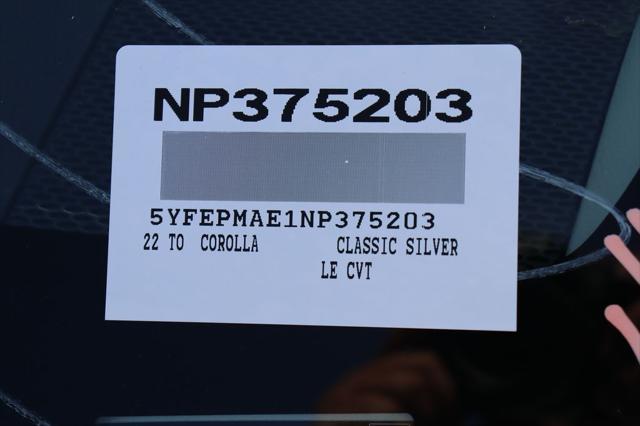 NP375203
5YFEPMAE1NP375203
22 TO COROLLA CLASSIC SILVER
LE CVT